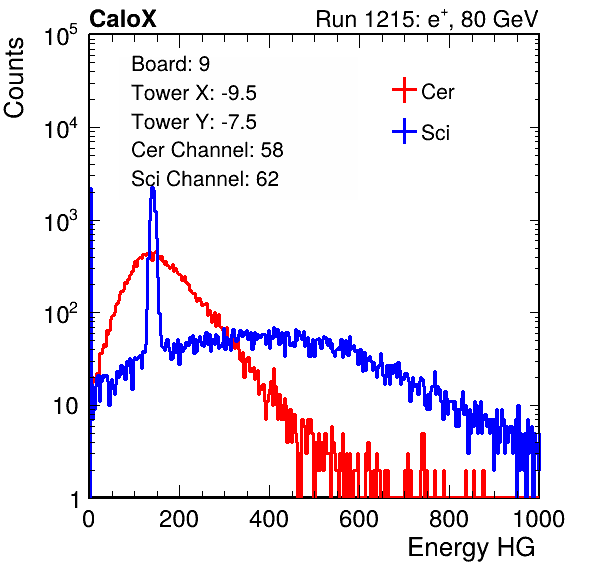 CaloX Run 1215: e⁺, 80 GeV
Counts
Board: 9
Tower X: -9.5
Tower Y: -7.5
Cer Channel: 58
Sci Channel: 62
Cer
Sci
10⁵
10⁴
10³
10²
10
1
0 200 400 600 800 1000
Energy HG